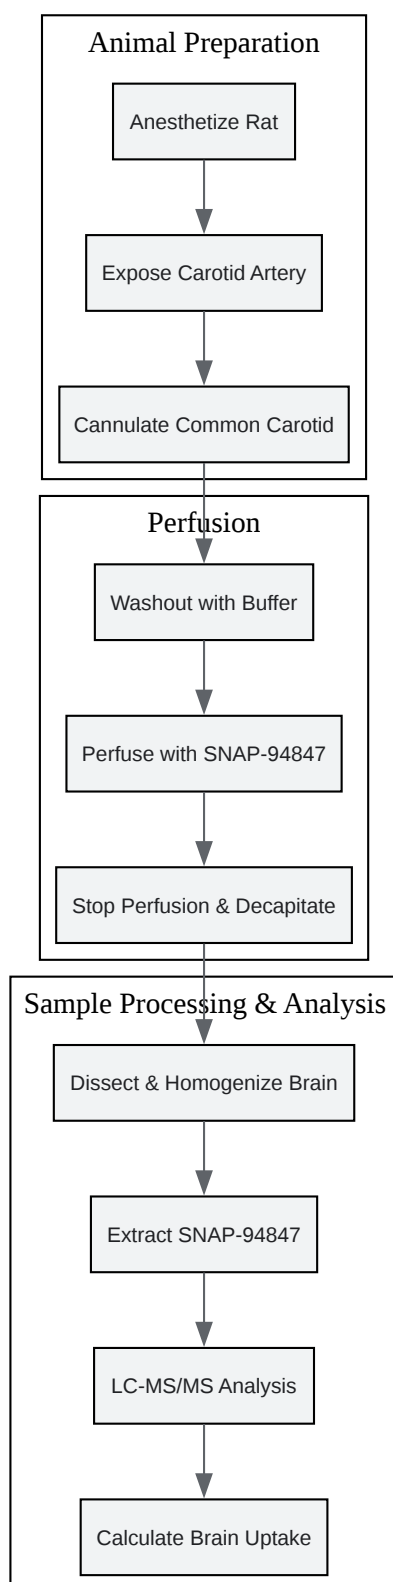 Animal Preparation
Anesthetize Rat
Expose Carotid Artery
Cannulate Common Carotid
Perfusion
Washout with Buffer
Perfuse with SNAP-94847
Stop Perfusion & Decapitate
Sample Processing & Analysis
Dissect & Homogenize Brain
Extract SNAP-94847
LC-MS/MS Analysis
Calculate Brain Uptake